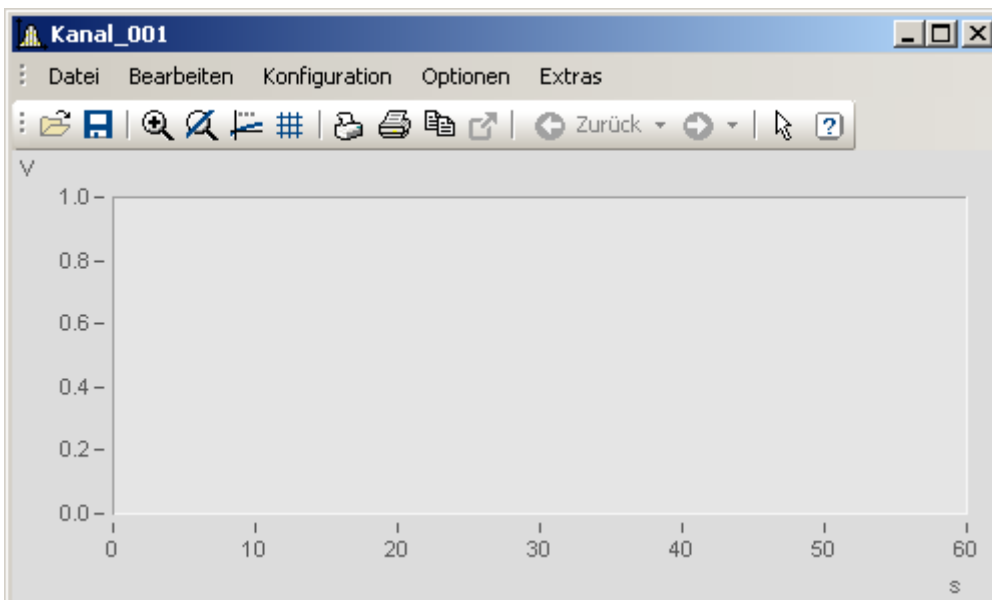 Kanal_001
Datei Bearbeiten Konfiguration Optionen Extras
Zurück ?
V
1.0
0.8
0.6
0.4
0.2
0.0
0 10 20 30 40 50 60
s